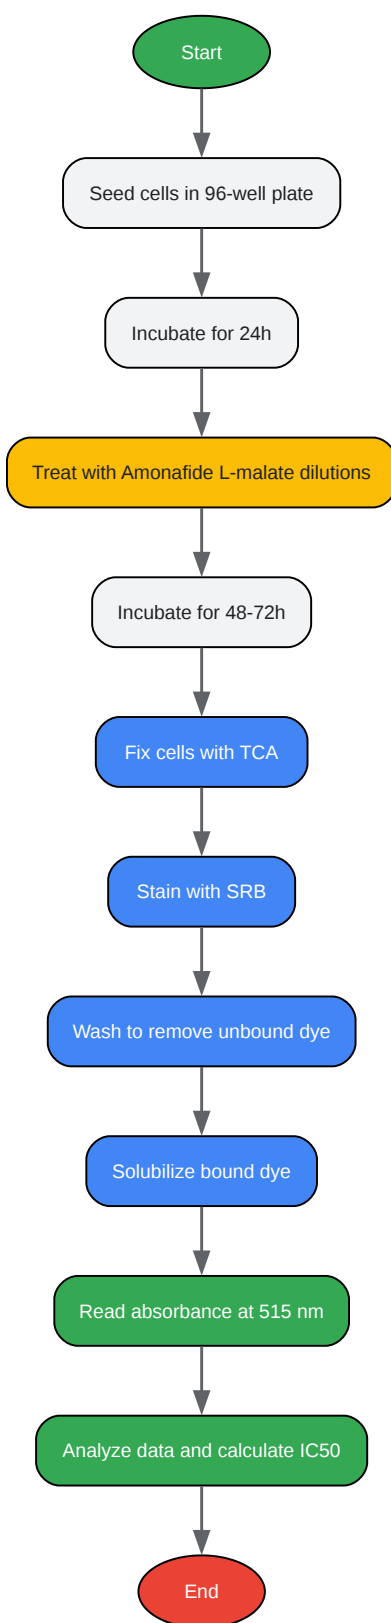 Start
Seed cells in 96-well plate
Incubate for 24h
Treat with Amonafide L-malate dilutions
Incubate for 48-72h
Fix cells with TCA
Stain with SRB
Wash to remove unbound dye
Solubilize bound dye
Read absorbance at 515 nm
Analyze data and calculate IC50
End